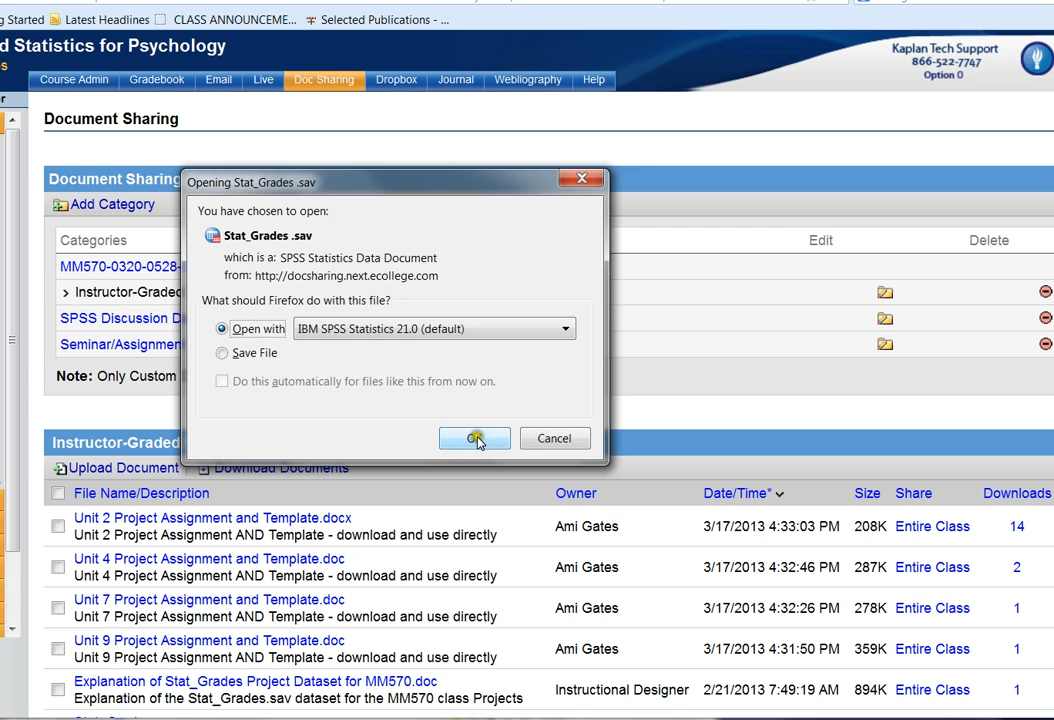 g Started Latest Headlines CLASS ANNOUNCEME... Selected Publications - ...
d Statistics for Psychology
s
Kaplan Tech Support
866-522-7747
Option 0
Course Admin Gradebook Email Live Doc Sharing Dropbox Journal Webliography Help
r
Document Sharing
Document Sharing
Add Category
Categories Edit Delete
MM570-0320-0528-
› Instructor-Graded
SPSS Discussion D
Seminar/Assignmen
Note: Only Custom
Opening Stat_Grades .sav
You have chosen to open:
Stat_Grades .sav
which is a: SPSS Statistics Data Document
from: http://docsharing.next.ecollege.com
What should Firefox do with this file?
Open with IBM SPSS Statistics 21.0 (default)
Save File
Do this automatically for files like this from now on.
Cancel
Instructor-Graded
Upload Document Download Documents
File Name/Description Owner Date/Time* Size Share Downloads
Unit 2 Project Assignment and Template.docx
Unit 2 Project Assignment AND Template - download and use directly
Ami Gates 3/17/2013 4:33:03 PM 208K Entire Class 14
Unit 4 Project Assignment and Template.doc
Unit 4 Project Assignment AND Template - download and use directly
Ami Gates 3/17/2013 4:32:46 PM 287K Entire Class 2
Unit 7 Project Assignment and Template.doc
Unit 7 Project Assignment AND Template - download and use directly
Ami Gates 3/17/2013 4:32:26 PM 278K Entire Class 1
Unit 9 Project Assignment and Template.doc
Unit 9 Project Assignment AND Template - download and use directly
Ami Gates 3/17/2013 4:31:50 PM 359K Entire Class 1
Explanation of Stat_Grades Project Dataset for MM570.doc
Explanation of the Stat_Grades.sav dataset for the MM570 class Projects
Instructional Designer 2/21/2013 7:49:19 AM 894K Entire Class 1